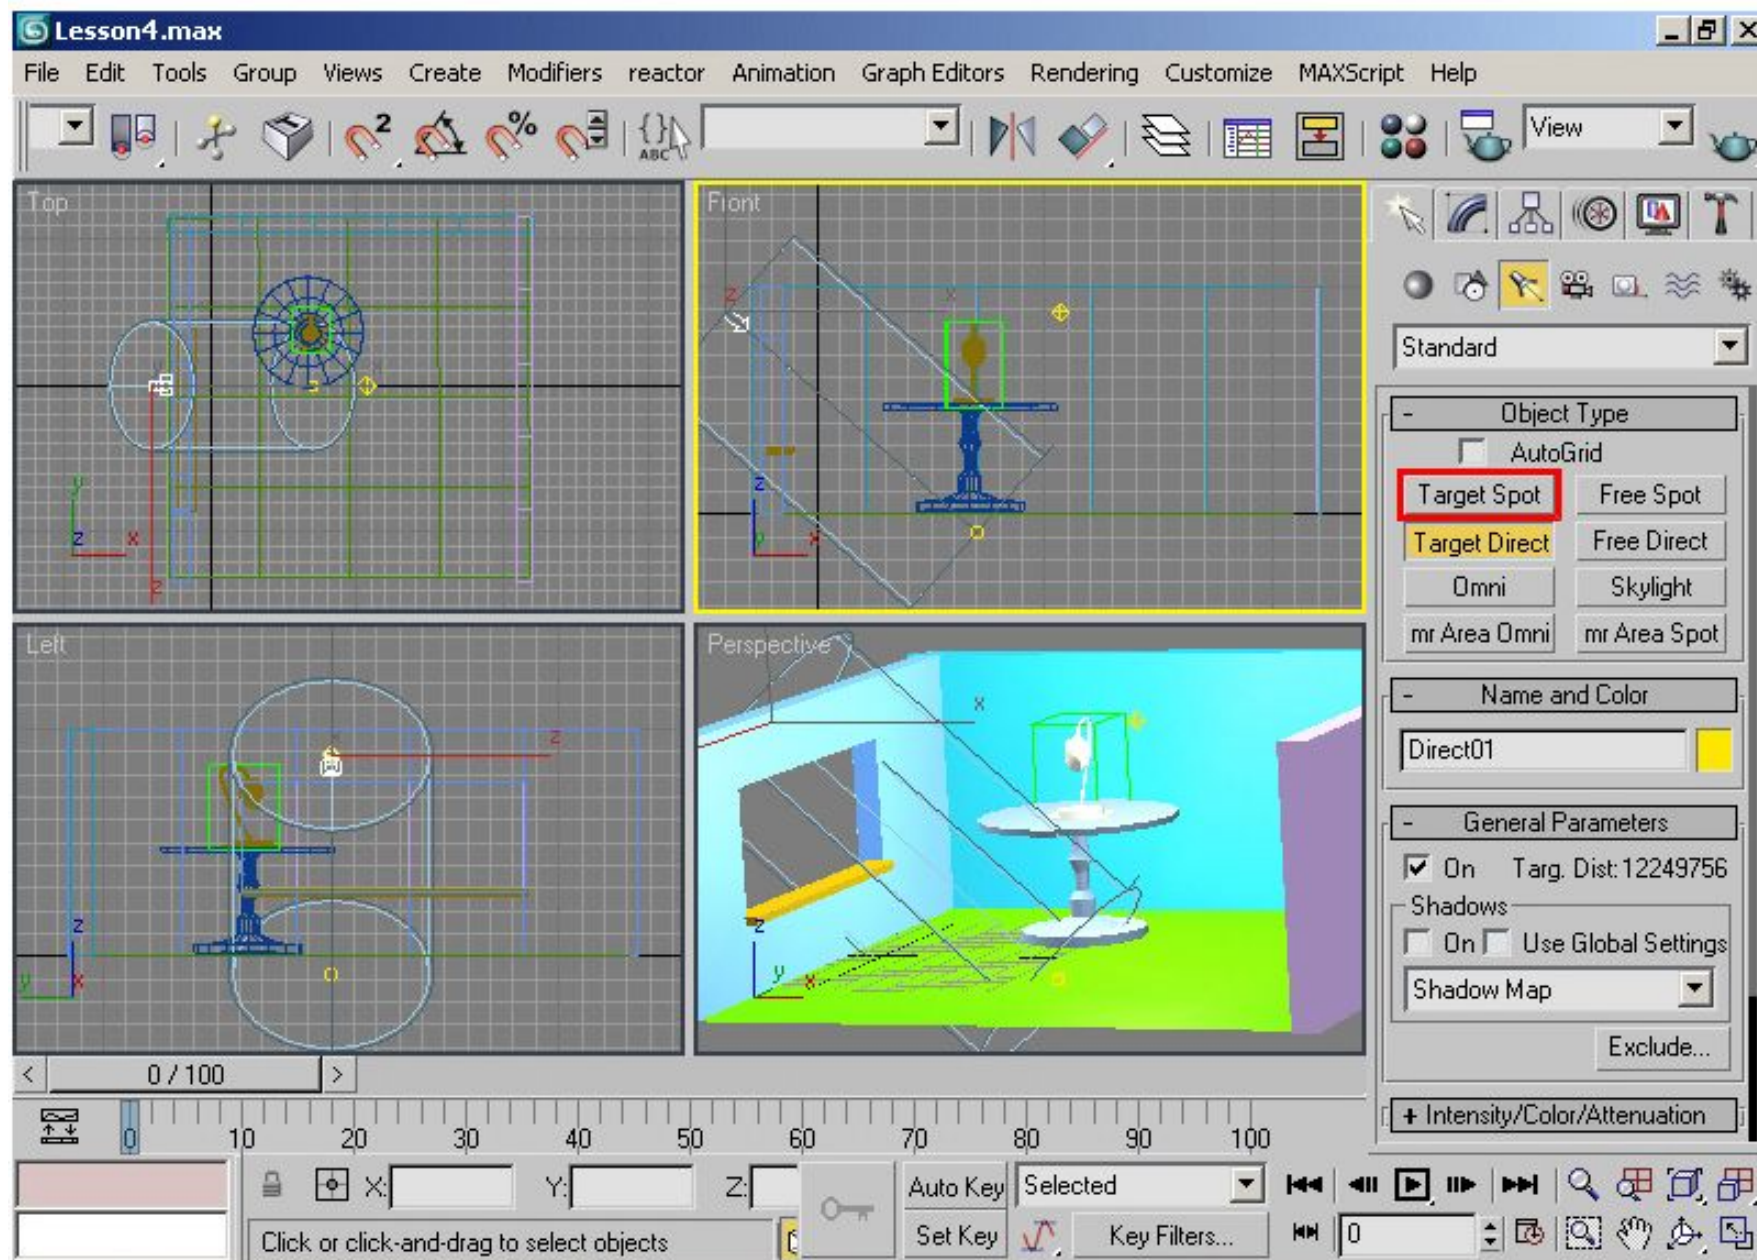 Lesson4.max
File Edit Tools Group Views Create Modifiers reactor Animation Graph Editors Rendering Customize MAXScript Help
2 % {} ABC View
Top
Front
Standard
- Object Type
AutoGrid
Target Spot Free Spot
Target Direct Free Direct
Omni Skylight
mr Area Omni mr Area Spot
Left
Perspective
- Name and Color
Direct01
- General Parameters
On Targ. Dist: 12249756
Shadows
On Use Global Settings
Shadow Map
Exclude...
+ Intensity/Color/Attenuation
< 0 / 100 >
0 10 20 30 40 50 60 70 80 90 100
X: Y: Z: Auto Key Selected
Click or click-and-drag to select objects Set Key Key Filters... 0